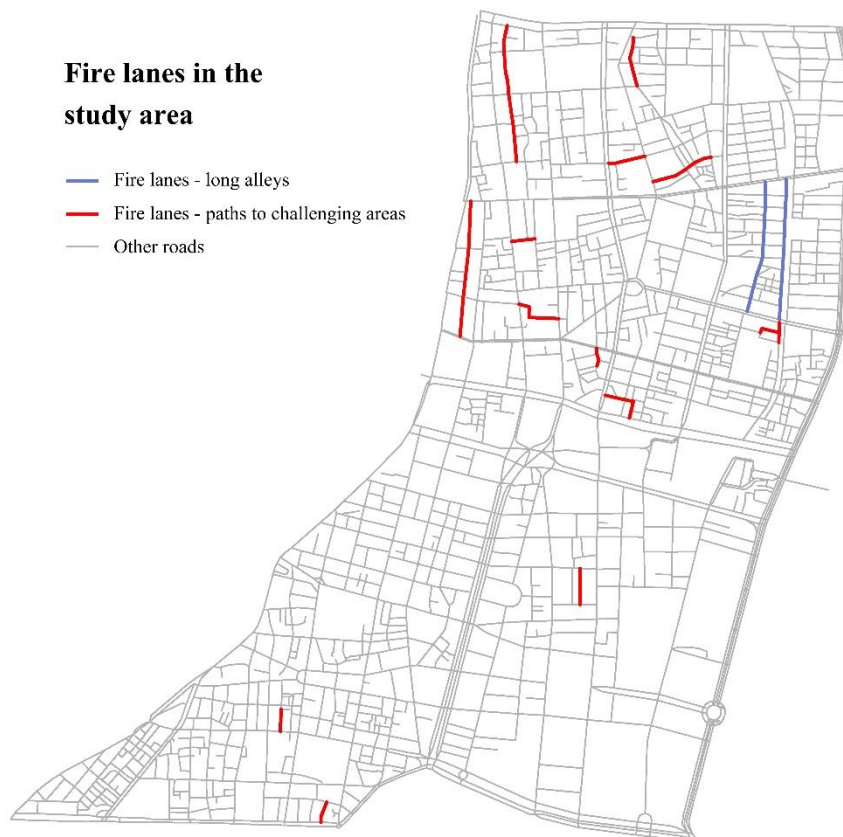 Fire lanes in the
study area
Fire lanes - long alleys
Fire lanes - paths to challenging areas
Other roads